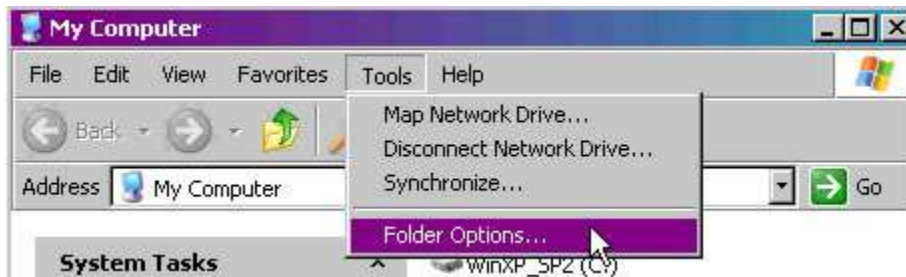 My Computer
File Edit View Favorites Tools Help
Map Network Drive...
Back
Disconnect Network Drive...
Address My Computer Synchronize... Go
Folder Options...
System Tasks WinXP_SP2 (C:)